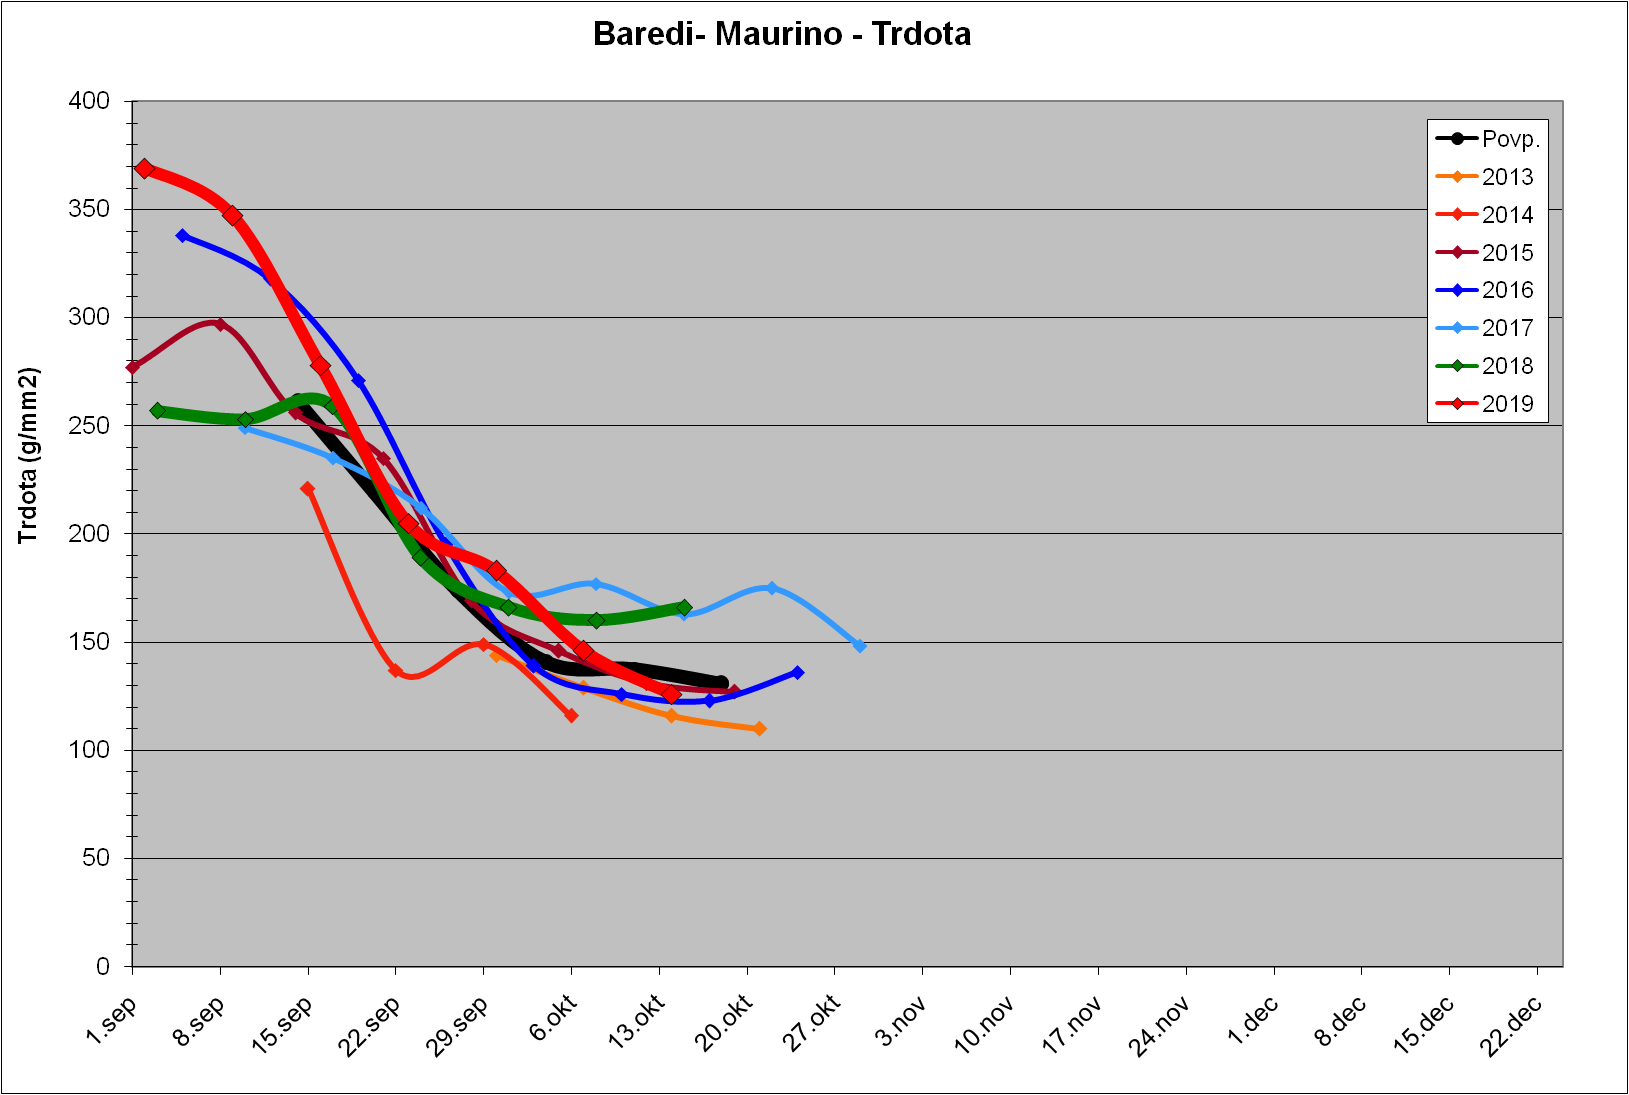 Baredi- Maurino - Trdota
Trdota (g/mm2)
400
350
300
250
200
150
100
50
0
1.sep
8.sep
15.sep
22.sep
29.sep
6.okt
13.okt
20.okt
27.okt
3.nov
10.nov
17.nov
24.nov
1.dec
8.dec
15.dec
22.dec
Povp.
2013
2014
2015
2016
2017
2018
2019